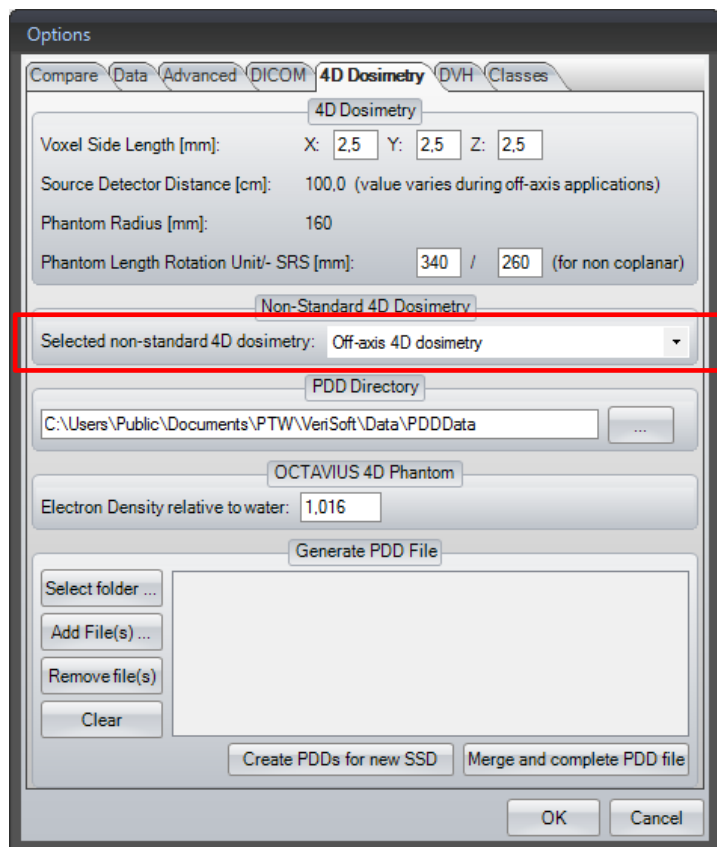 Options
Compare Data Advanced DICOM 4D Dosimetry DVH Classes
4D Dosimetry
Voxel Side Length [mm]: X: 2,5 Y: 2,5 Z: 2,5
Source Detector Distance [cm]: 100,0 (value varies during off-axis applications)
Phantom Radius [mm]: 160
Phantom Length Rotation Unit/- SRS [mm]: 340 / 260 (for non coplanar)
Non-Standard 4D Dosimetry
Selected non-standard 4D dosimetry: Off-axis 4D dosimetry
PDD Directory
C:\Users\Public\Documents\PTW\VeriSoft\Data\PDDData ...
OCTAVIUS 4D Phantom
Electron Density relative to water: 1,016
Generate PDD File
Select folder ...
Add File(s) ...
Remove file(s)
Clear
Create PDDs for new SSD Merge and complete PDD file
OK Cancel